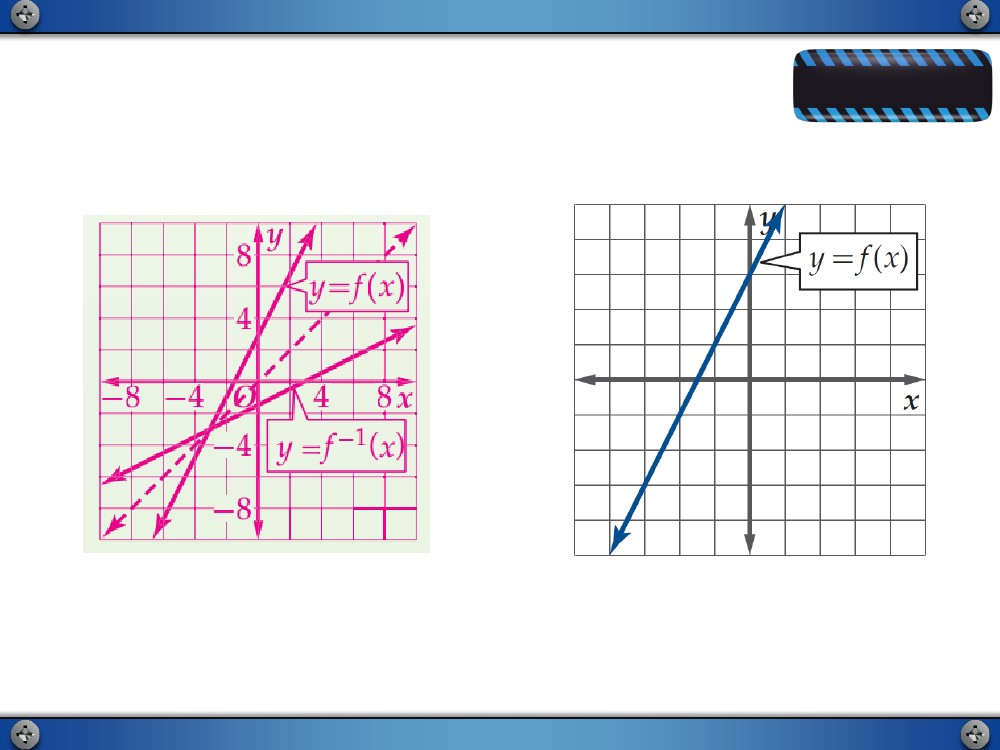 y
8
y=f(x)
4
−8 −4 O 4 8 x
−4
y =f−1(x)
−8
y
y =f(x)
x